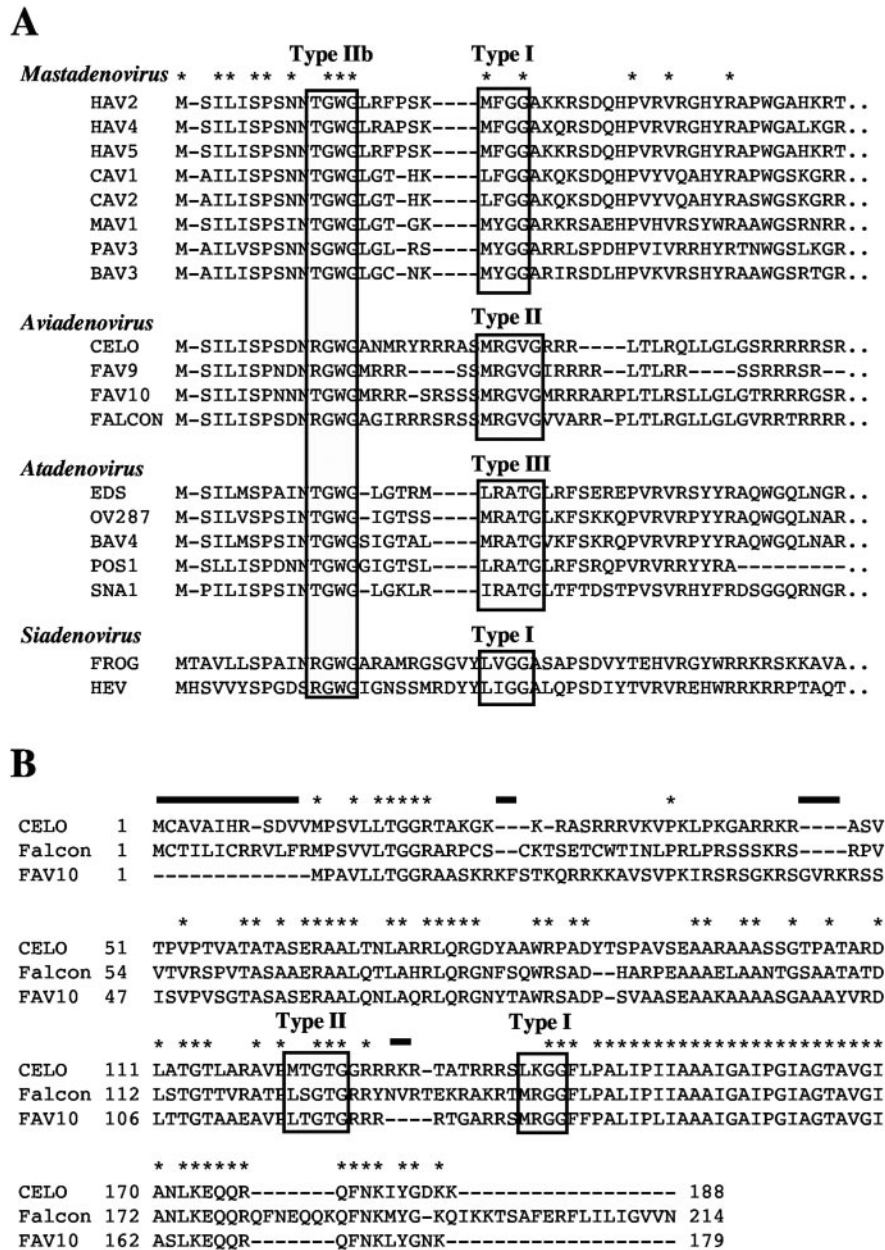 A
Type IIb Type I
Mastadenovirus * ** ** * *** * * * * *
HAV2 M-SILISPSNNTGWGLRFPSK----MFGGAKKRSDQHPVRVRGHYRAPWGAHKRT..
HAV4 M-SILISPSNNTGWGLRAPSK----MFGGAXQRSDQHPVRVRGHYRAPWGALKGR..
HAV5 M-SILISPSNNTGWGLRFPSK----MFGGAKKRSDQHPVRVRGHYRAPWGAHKRT..
CAV1 M-SILISPSNNTGWGLGT-HK----LFGGAKQKSDQHPVYVQAHYRAPWGSKGRR..
CAV2 M-SILISPSNNTGWGLGT-HK----LFGGAKQKSDQHPVYVQAHYRASWGSKGRR..
MAV1 M-SILISPSINTGWGLGT-GK----MYGGARKRSAEHPVHVRSYWRAAWGSRNRR..
PAV3 M-AILVSPSNNSGWGLGL-RS----MYGGARRLSPDHPVIVRRHYRTNWGSLKGR..
BAV3 M-AILISPSNNTGWGLGC-NK----MYGGARIRSDLHPVKVRSHYRAAWGSRTGR..
Aviadenovirus Type II
CELO M-SILISPSDNRGWGANMRYRRRASMRGVGRRR----LTLRQLLGLGSRRRRRSR..
FAV9 M-SILISPNDNRGWGMRRR----SSMRGVGIRRRR--LTLRR----SSRRRSR--..
FAV10 M-SILISPNNNTGWGMRRR-SRSSSMRGVGMRRRARPLTLRSLLGLGTRRRRGSR..
FALCON M-SILISPSDNRGWGAGIRRRSRSSMRGVGVVARR-PLTLRGLLGLGVRRTRRRR..
Atadenovirus Type III
EDS M-SILMSPAINTGWG-LGTRM----LRATGLRFSEREPVRVRSYYRAQWGQLNGR..
OV287 M-SILVSPSINTGWG-IGTSS----MRATGLKFSKKQPVRVRPYYRAQWGQLNAR..
BAV4 M-SILMSPSINTGWGSIGTAL----MRATGVKFSKRQPVRVRPYYRAQWGQLNAR..
POS1 M-SLLISPDNNTGWGGIGTSL----LRATGLRFSRQPVRVRRYYRA---------..
SNA1 M-PILISPSINTGWG-LGKLR----IRATGLTFTDSTPVSVRHYFRDSGGQRNGR..
Siadenovirus Type I
FROG MTAVLLSPAINRGWGARAMRGSGVYLVGGASAPSDVYTEHVRGYWRRKRSKKAVA..
HEV MHSVVYSPGDSRGWGIGNSSMRDYYLIGGALQPSDIYTVRVREHWRRKRRPTAQT..
B
* * ***** *
CELO 1 MCAVAIHR-SDVVMPSVLLTGGRTAKGK---K-RASRRRVKVPKLPKGARRKR----ASV
Falcon 1 MCTILICRRVLFRMPSVVLTGGRARPCS--CKTSETCWTINLPRLPRSSSKRS----RPV
FAV10 1 -------------MPAVLLTGGRAASKRKFSTKQRRKKAVSVPKIRSRSGKRSGVRKRSS
* ** * ***** ** ***** ** ** ** ** * * *
CELO 51 TPVPTVATATASERAALTNLARRLQRGDYAAWRPADYTSPAVSEAARAAASSGTPATARD
Falcon 54 VTVRSPVTASAAERAALQTLAHRLQRGNFSQWRSAD--HARPEAAAELAANTGSAATATD
FAV10 47 ISVPVSGTASASERAALQNLAQRLQRGNYTAWRSADP-SVAASEAAKAAAASGAAAYVRD
Type II Type I
* *** * * *** * *** *****************************
CELO 111 LATGTLARAVPMTGTGGRRRKR-TATRRRSLKGGFLPALIPIIAAAIGAIPGIAGTAVGI
Falcon 112 LSTGTTVRATPLSGTGRRYNVRTEKRAKRTMRGGFLPALIPIIAAAIGAIPGIAGTAVGI
FAV10 106 LTTGTAAEAVPLTGTGRRR----RTGARRSMRGGFFPALIPLIAAAIGAIPGIAGTAVGI
* ****** **** ** *
CELO 170 ANLKEQQR-------QFNKIYGDKK----------------- 188
Falcon 172 ANLKEQQRQFNEQQKQFNKMYG-KQIKKTSAFERFLILIGVVN 214
FAV10 162 ASLKEQQR-------QFNKLYGNK------------------ 179